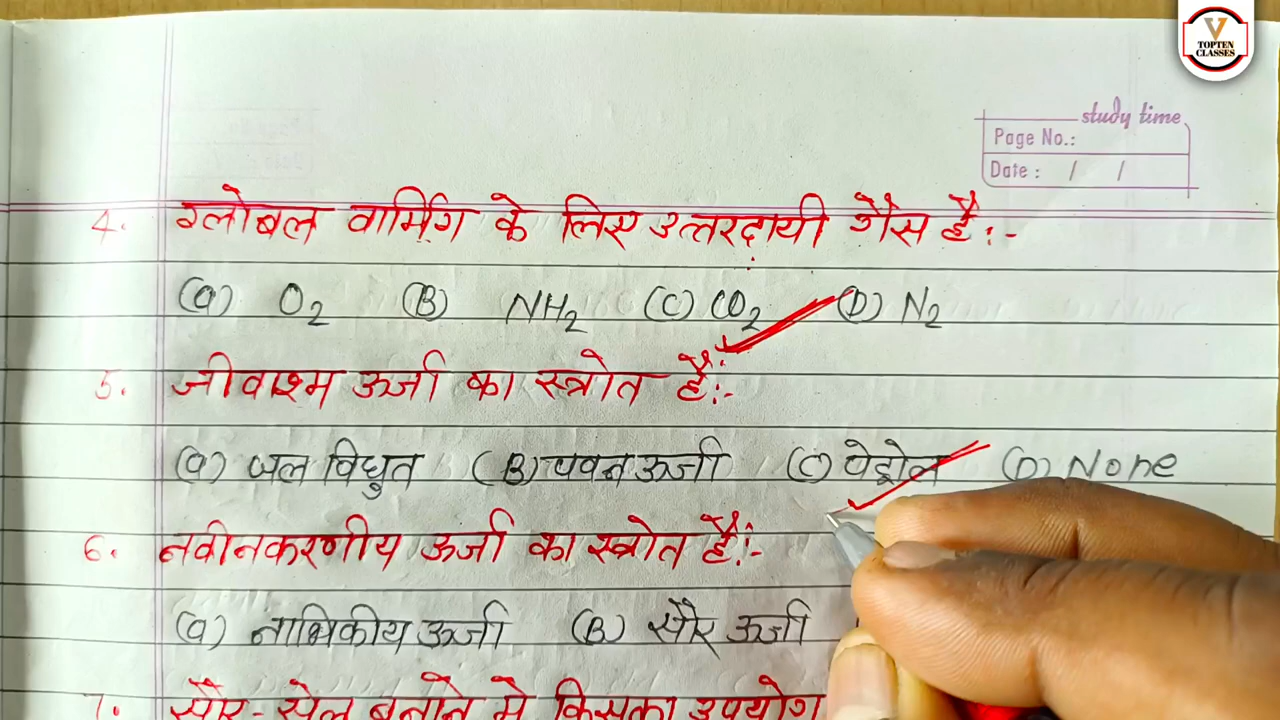 V
TOPTEN
CLASSES
study time
Page No.:
Date : / /
4. ग्लोबल वार्मिंग के लिए उत्तरदायी गैस है:-
(a) O2 (B) NH2 (C) CO2 (D) N2
5. जीवाश्म ऊर्जा का स्त्रोत है:-
(a) जल विधुत (B) पवन ऊर्जा (C) पेट्रोल (D) None
6. नवीनकरणीय ऊर्जा का स्त्रोत है:-
(a) नाभिकीय ऊर्जा (B) सौर ऊर्जा
7. सौर-सेल बनाने मे किसका उपयोग